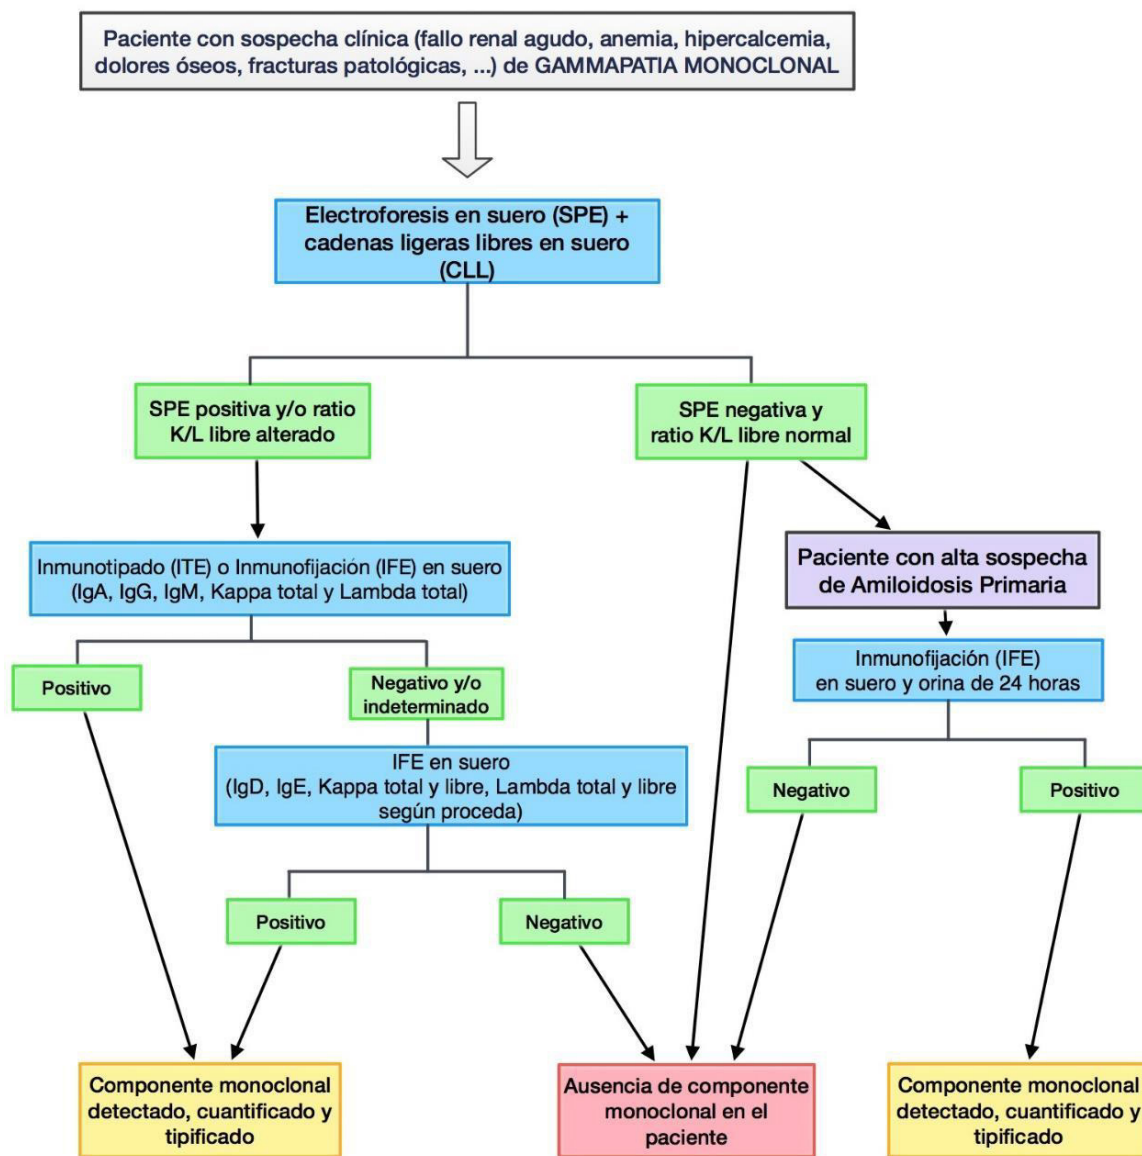 Paciente con sospecha clínica (fallo renal agudo, anemia, hipercalcemia,
dolores óseos, fracturas patológicas, ...) de GAMMAPATIA MONOCLONAL
Electroforesis en suero (SPE) +
cadenas ligeras libres en suero
(CLL)
SPE positiva y/o ratio
K/L libre alterado
SPE negativa y
ratio K/L libre normal
Inmunotipado (ITE) o Inmunofijación (IFE) en suero
(IgA, IgG, IgM, Kappa total y Lambda total)
Paciente con alta sospecha
de Amiloidosis Primaria
Positivo
Negativo y/o
indeterminado
Inmunofijación (IFE)
en suero y orina de 24 horas
IFE en suero
(IgD, IgE, Kappa total y libre, Lambda total y libre
según proceda)
Negativo
Positivo
Positivo
Negativo
Componente monoclonal
detectado, cuantificado y
tipificado
Ausencia de componente
monoclonal en el
paciente
Componente monoclonal
detectado, cuantificado y
tipificado